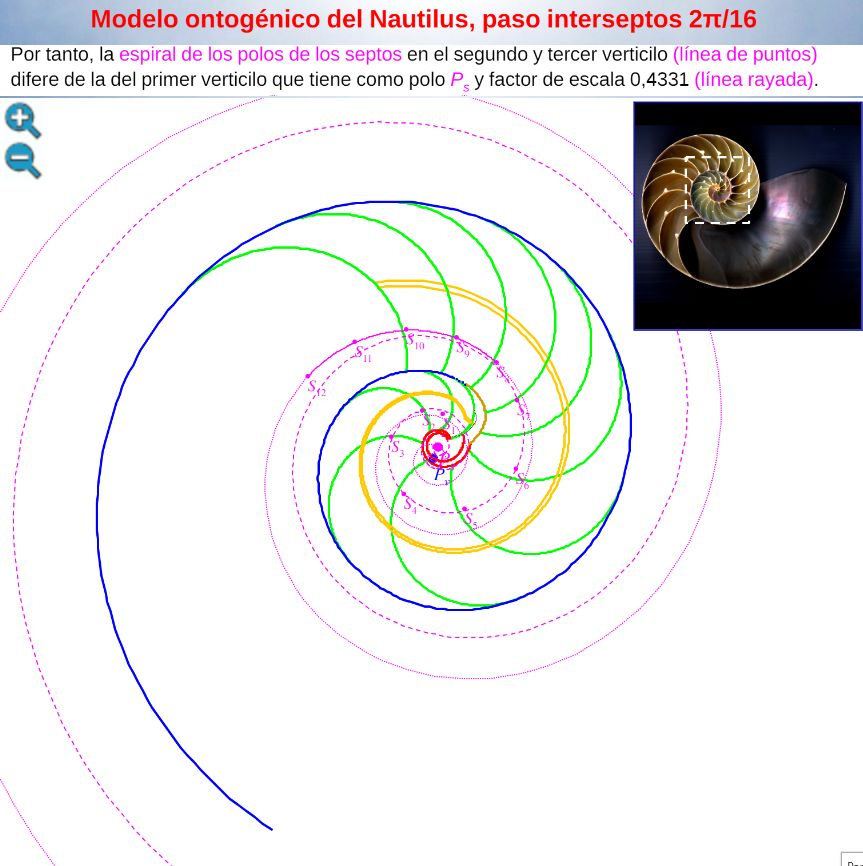 Modelo ontogénico del Nautilus, paso interseptos 2π/16
Por tanto, la espiral de los polos de los septos en el segundo y tercer verticilo (línea de puntos)
difere de la del primer verticilo que tiene como polo Ps y factor de escala 0,4331 (línea rayada).
S10
S9
S11
S12
S3
S6
S4
S5